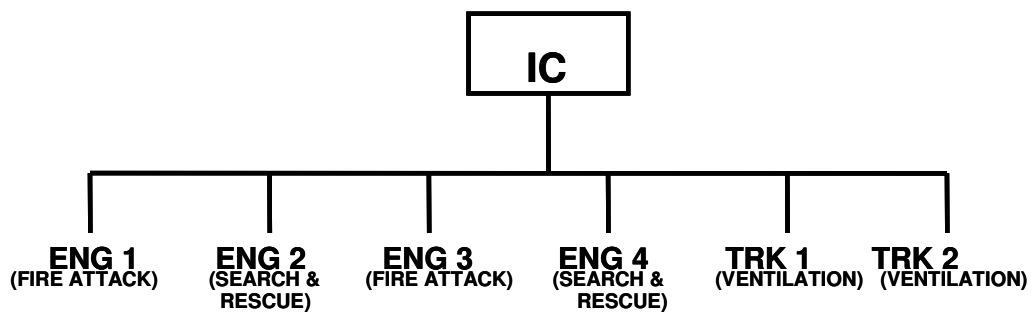 IC
ENG 1 ENG 2 ENG 3 ENG 4 TRK 1 TRK 2
(FIRE ATTACK) (SEARCH & (FIRE ATTACK) (SEARCH & (VENTILATION) (VENTILATION)
RESCUE) RESCUE)